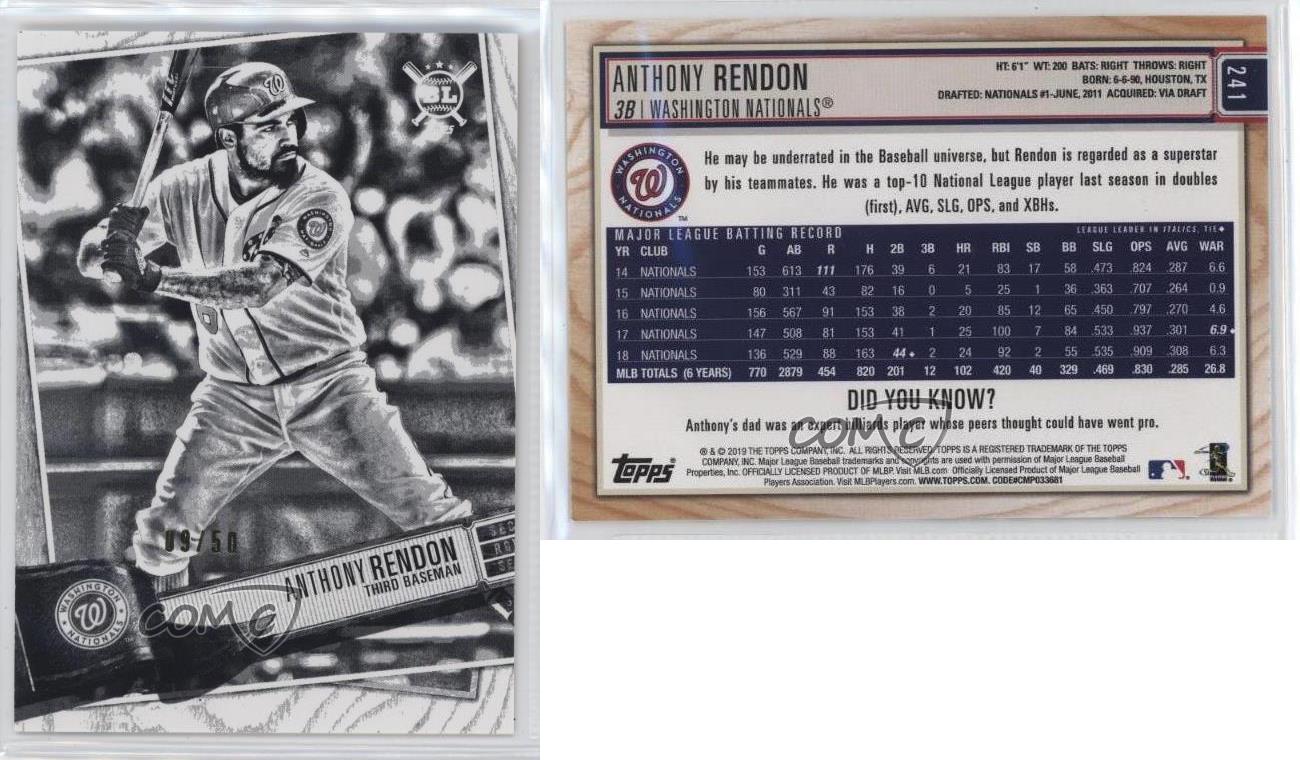 BL
09/50
ANTHONY RENDON
THIRD BASEMAN
WASHINGTON NATIONALS
COMC
241
ANTHONY RENDON
3B | WASHINGTON NATIONALS®
HT: 6'1" WT: 200 BATS: RIGHT THROWS: RIGHT
BORN: 6-6-90, HOUSTON, TX
DRAFTED: NATIONALS #1-JUNE, 2011 ACQUIRED: VIA DRAFT
WASHINGTON NATIONALS ™
He may be underrated in the Baseball universe, but Rendon is regarded as a superstar
by his teammates. He was a top-10 National League player last season in doubles
(first), AVG, SLG, OPS, and XBHs.
MAJOR LEAGUE BATTING RECORD LEAGUE LEADER IN ITALICS, TIE◆
YR CLUB G AB R H 2B 3B HR RBI SB BB SLG OPS AVG WAR
14 NATIONALS 153 613 111 176 39 6 21 83 17 58 .473 .824 .287 6.6
15 NATIONALS 80 311 43 82 16 0 5 25 1 36 .363 .707 .264 0.9
16 NATIONALS 156 567 91 153 38 2 20 85 12 65 .450 .797 .270 4.6
17 NATIONALS 147 508 81 153 41 1 25 100 7 84 .533 .937 .301 6.9◆
18 NATIONALS 136 529 88 163 44◆ 2 24 92 2 55 .535 .909 .308 6.3
MLB TOTALS (6 YEARS) 770 2879 454 820 201 12 102 420 40 329 .469 .830 .285 26.8
DID YOU KNOW?
Anthony's dad was an expert billiards player whose peers thought could have went pro.
COMC
Topps
® & © 2019 THE TOPPS COMPANY, INC. ALL RIGHTS RESERVED. TOPPS IS A REGISTERED TRADEMARK OF THE TOPPS
COMPANY, INC. Major League Baseball trademarks and copyrights are used with permission of Major League Baseball
Properties, Inc. OFFICIALLY LICENSED PRODUCT OF MLBP. Visit MLB.com Officially Licensed Product of Major League Baseball
Players Association. Visit MLBPlayers.com. WWW.TOPPS.COM. CODE#CMP033681